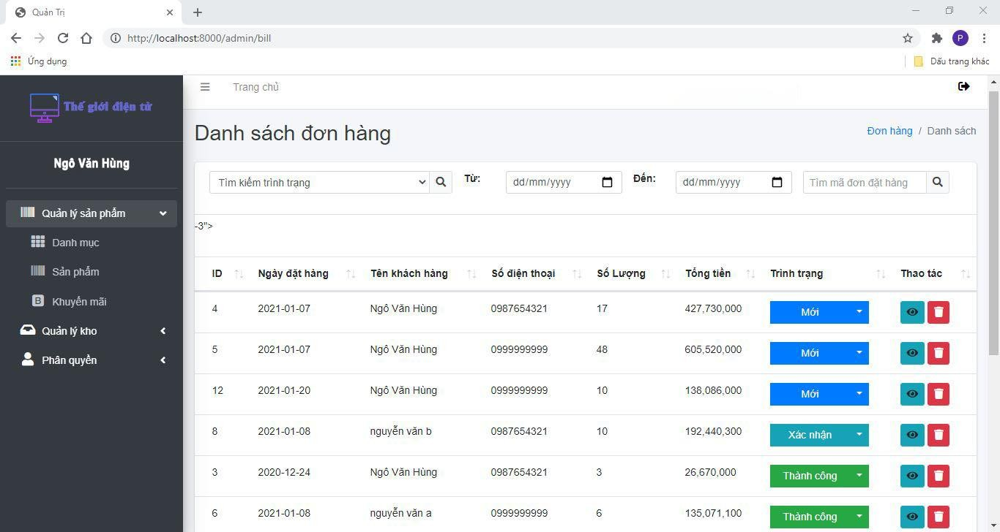 Quản Trị
http://localhost:8000/admin/bill
P
Ứng dụng
Dấu trang khác
Thế giới điện tử
Trang chủ
Ngô Văn Hùng
Quản lý sản phẩm
Danh mục
Sản phẩm
B Khuyến mãi
Quản lý kho
Phân quyền
Danh sách đơn hàng
Đơn hàng / Danh sách
Tìm kiếm trình trạng Từ: dd/mm/yyyy Đến: dd/mm/yyyy Tìm mã đơn đặt hàng
-3">
ID Ngày đặt hàng Tên khách hàng Số điện thoại Số Lượng Tổng tiền Trình trạng Thao tác
4 2021-01-07 Ngô Văn Hùng 0987654321 17 427,730,000 Mới
5 2021-01-07 Ngô Văn Hùng 0999999999 48 605,520,000 Mới
12 2021-01-20 Ngô Văn Hùng 0999999999 10 138,086,000 Mới
8 2021-01-08 nguyễn văn b 0987654321 10 192,440,300 Xác nhận
3 2020-12-24 Ngô Văn Hùng 0987654321 3 26,670,000 Thành công
6 2021-01-08 nguyễn văn a 0999999999 6 135,071,100 Thành công